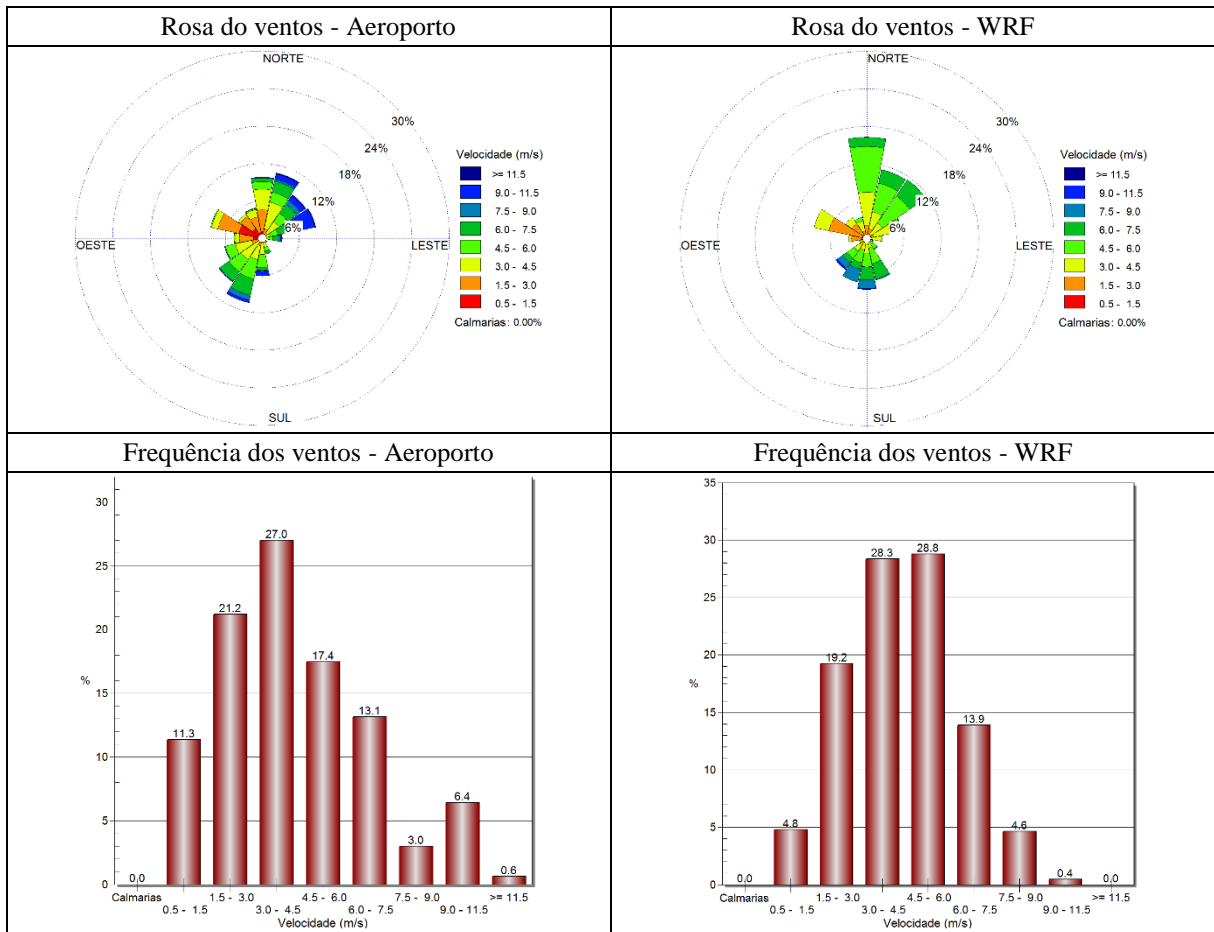 Rosa do ventos - Aeroporto
Rosa do ventos - WRF
NORTE
30%
24%
18%
12%
6%
OESTE
LESTE
SUL
Velocidade (m/s)
>= 11.5
9.0 - 11.5
7.5 - 9.0
6.0 - 7.5
4.5 - 6.0
3.0 - 4.5
1.5 - 3.0
0.5 - 1.5
Calmarias: 0.00%
NORTE
30%
24%
18%
12%
6%
OESTE
LESTE
SUL
Velocidade (m/s)
>= 11.5
9.0 - 11.5
7.5 - 9.0
6.0 - 7.5
4.5 - 6.0
3.0 - 4.5
1.5 - 3.0
0.5 - 1.5
Calmarias: 0.00%
Frequência dos ventos - Aeroporto
Frequência dos ventos - WRF
30
25
20
15
10
5
0
%
0.0
11.3
21.2
27.0
17.4
13.1
3.0
6.4
0.6
Calmarias 1.5 - 3.0 4.5 - 6.0 7.5 - 9.0 >= 11.5
0.5 - 1.5 3.0 - 4.5 6.0 - 7.5 9.0 - 11.5
Velocidade (m/s)
35
30
25
20
15
10
5
0
%
0.0
4.8
19.2
28.3
28.8
13.9
4.6
0.4
0.0
Calmarias 1.5 - 3.0 4.5 - 6.0 7.5 - 9.0 >= 11.5
0.5 - 1.5 3.0 - 4.5 6.0 - 7.5 9.0 - 11.5
Velocidade (m/s)